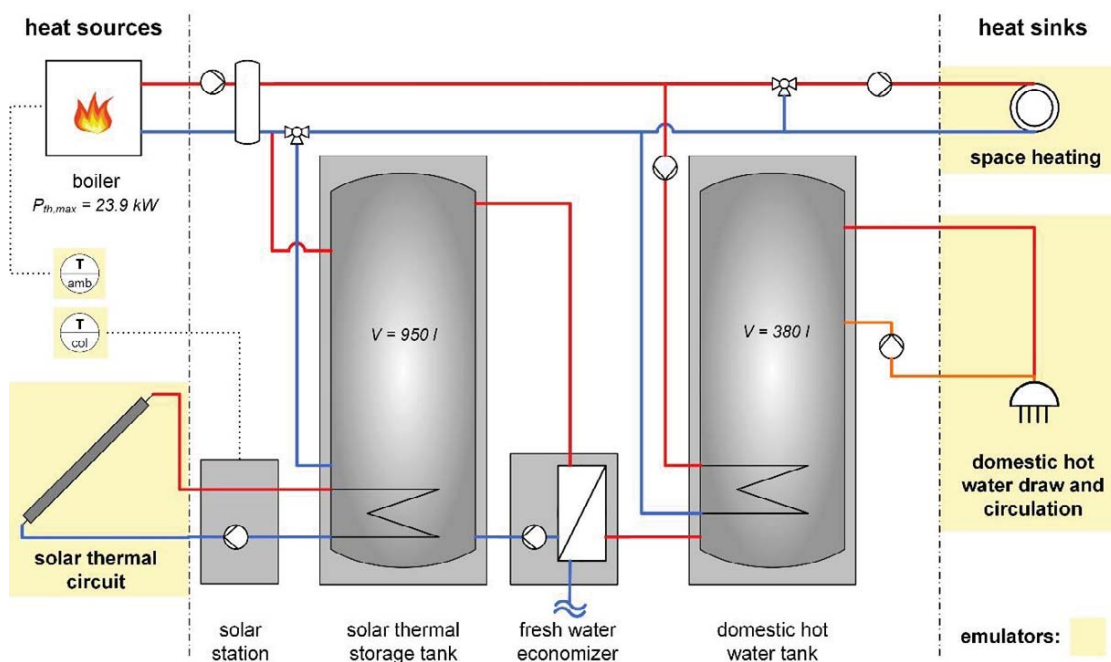 heat sources
heat sinks
boiler
P_th,max = 23.9 kW
space heating
T
amb
T
col
V = 950 l
V = 380 l
solar thermal
circuit
domestic hot
water draw and
circulation
solar
station
solar thermal
storage tank
fresh water
economizer
domestic hot
water tank
emulators: